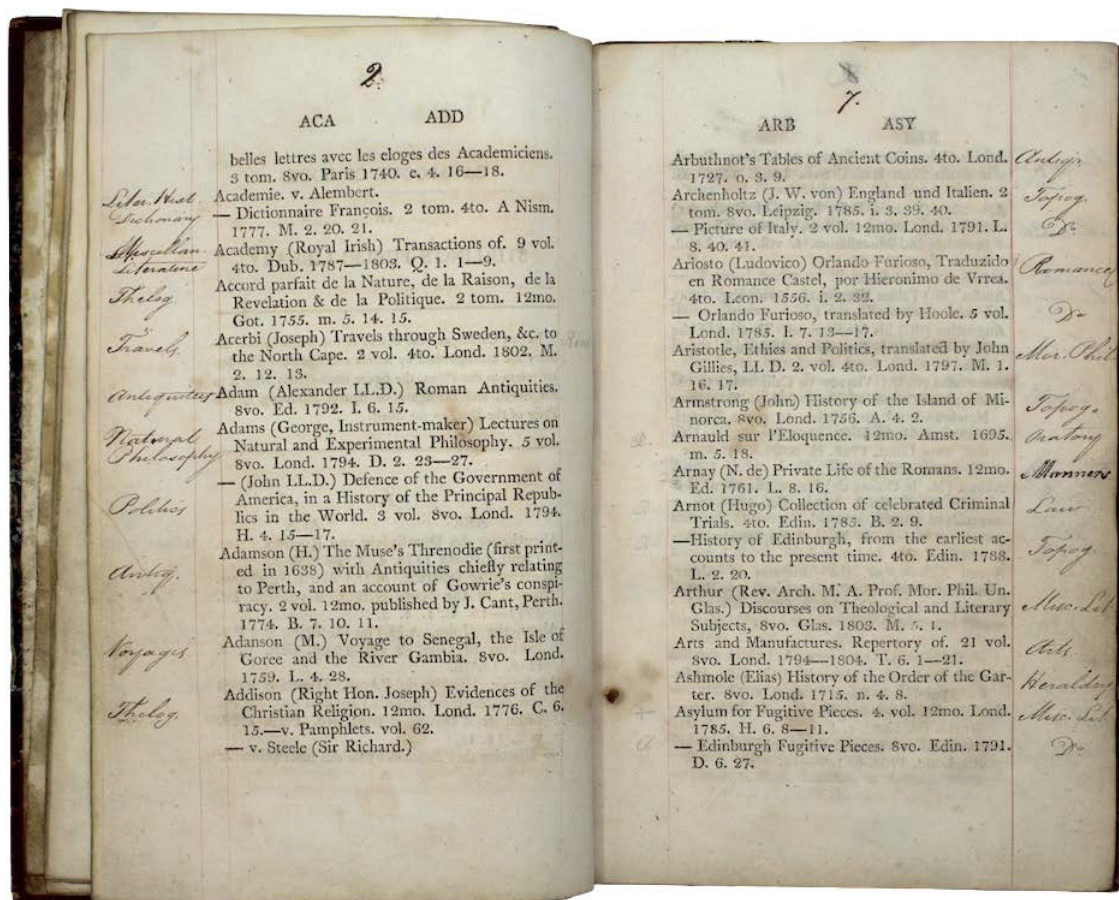 2.
ACA ADD
belles lettres avec les eloges des Academiciens.
3 tom. 8vo. Paris 1740. e. 4. 16—18.
Liter. Hist. Academie. v. Alembert.
Dictionary — Dictionnaire François. 2 tom. 4to. A Nism.
1777. M. 2. 20. 21.
Miscellan. Academy (Royal Irish) Transactions of. 9 vol.
Literature 4to. Dub. 1787—1803. Q. 1. 1—9.
Accord parfait de la Nature, de la Raison, de la
Thelog. Revelation & de la Politique. 2 tom. 12mo.
Got. 1755. m. 5. 14. 15.
Travels. Acerbi (Joseph) Travels through Sweden, &c. to
the North Cape. 2 vol. 4to. Lond. 1802. M.
2. 12. 13.
Antiquities Adam (Alexander LL.D.) Roman Antiquities.
8vo. Ed. 1792. I. 6. 15.
Natural Adams (George, Instrument-maker) Lectures on
Philosophy Natural and Experimental Philosophy. 5 vol.
8vo. Lond. 1794. D. 2. 23—27.
— (John LL.D.) Defence of the Government of
Politics America, in a History of the Principal Repub-
lics in the World. 3 vol. 8vo. Lond. 1794.
H. 4. 15—17.
Adamson (H.) The Muse's Threnodie (first print-
Antiq. ed in 1638) with Antiquities chiefly relating
to Perth, and an account of Gowrie's conspi-
racy. 2 vol. 12mo. published by J. Cant, Perth.
1774. B. 7. 10. 11.
Voyages Adanson (M.) Voyage to Senegal, the Isle of
Goree and the River Gambia. 8vo. Lond.
1759. L. 4. 28.
Addison (Right Hon. Joseph) Evidences of the
Thelog. Christian Religion. 12mo. Lond. 1776. C. 6.
15.—v. Pamphlets. vol. 62.
— v. Steele (Sir Richard.)
7.
ARB ASY
Arbuthnot's Tables of Ancient Coins. 4to. Lond. Antiq.
1727. o. 3. 9.
Archenholtz (J. W. von) England und Italien. 2 Topog.
tom. 8vo. Leipzig. 1785. i. 3. 39. 40.
— Picture of Italy. 2 vol. 12mo. Lond. 1791. L. Do
8. 40. 41.
Ariosto (Ludovico) Orlando Furioso, Traduzido
en Romance Castel, por Hieronimo de Vrrea. Romance
4to. Leon. 1556. i. 2. 32.
— Orlando Furioso, translated by Hoole. 5 vol. Do
Lond. 1785. I. 7. 13—17.
Aristotle, Ethics and Politics, translated by John Mor. Phil
Gillies, LL D. 2. vol. 4to. Lond. 1797. M. 1.
16. 17.
Armstrong (John) History of the Island of Mi- Topog.
norca. 8vo. Lond. 1756. A. 4. 2.
Arnauld sur l'Eloquence. 12mo. Amst. 1695. Oratory
m. 5. 18.
Arnay (N. de) Private Life of the Romans. 12mo. Manners
Ed. 1761. L. 8. 16.
Arnot (Hugo) Collection of celebrated Criminal Law
Trials. 4to. Edin. 1785. B. 2. 9.
—History of Edinburgh, from the earliest ac- Topog
counts to the present time. 4to. Edin. 1788.
L. 2. 20.
Arthur (Rev. Arch. M. A. Prof. Mor. Phil. Un.
Glas.) Discourses on Theological and Literary Misc. Lit
Subjects, 8vo. Glas. 1803. M. 5. 1.
Arts and Manufactures. Repertory of. 21 vol. Arts.
8vo. Lond. 1794—1804. T. 6. 1—21.
Ashmole (Elias) History of the Order of the Gar- Heraldry
ter. 8vo. Lond. 1715. n. 4. 8.
Asylum for Fugitive Pieces. 4. vol. 12mo. Lond. Misc. Lit
1785. H. 6. 8—11.
— Edinburgh Fugitive Pieces. 8vo. Edin. 1791. Do
D. 6. 27.